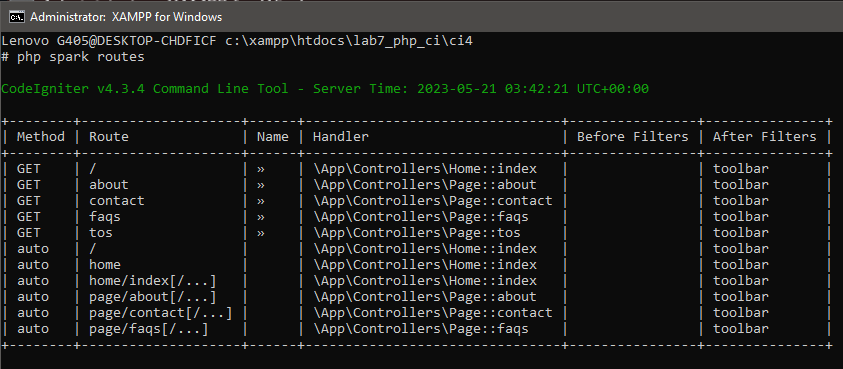 Administrator: XAMPP for Windows
Lenovo G405@DESKTOP-CHDFICF c:\xampp\htdocs\lab7_php_ci\ci4
# php spark routes
CodeIgniter v4.3.4 Command Line Tool - Server Time: 2023-05-21 03:42:21 UTC+00:00
+--------+---------------------+------+--------------------------------+----------------+---------------+
| Method | Route               | Name | Handler                        | Before Filters | After Filters |
+--------+---------------------+------+--------------------------------+----------------+---------------+
| GET    | /                   | »    | \App\Controllers\Home::index   |                | toolbar       |
| GET    | about               | »    | \App\Controllers\Page::about   |                | toolbar       |
| GET    | contact             | »    | \App\Controllers\Page::contact |                | toolbar       |
| GET    | faqs                | »    | \App\Controllers\Page::faqs    |                | toolbar       |
| GET    | tos                 | »    | \App\Controllers\Page::tos     |                | toolbar       |
| auto   | /                   |      | \App\Controllers\Home::index   |                | toolbar       |
| auto   | home                |      | \App\Controllers\Home::index   |                | toolbar       |
| auto   | home/index[/...]    |      | \App\Controllers\Home::index   |                | toolbar       |
| auto   | page/about[/...]    |      | \App\Controllers\Page::about   |                | toolbar       |
| auto   | page/contact[/...]  |      | \App\Controllers\Page::contact |                | toolbar       |
| auto   | page/faqs[/...]     |      | \App\Controllers\Page::faqs    |                | toolbar       |
+--------+---------------------+------+--------------------------------+----------------+---------------+